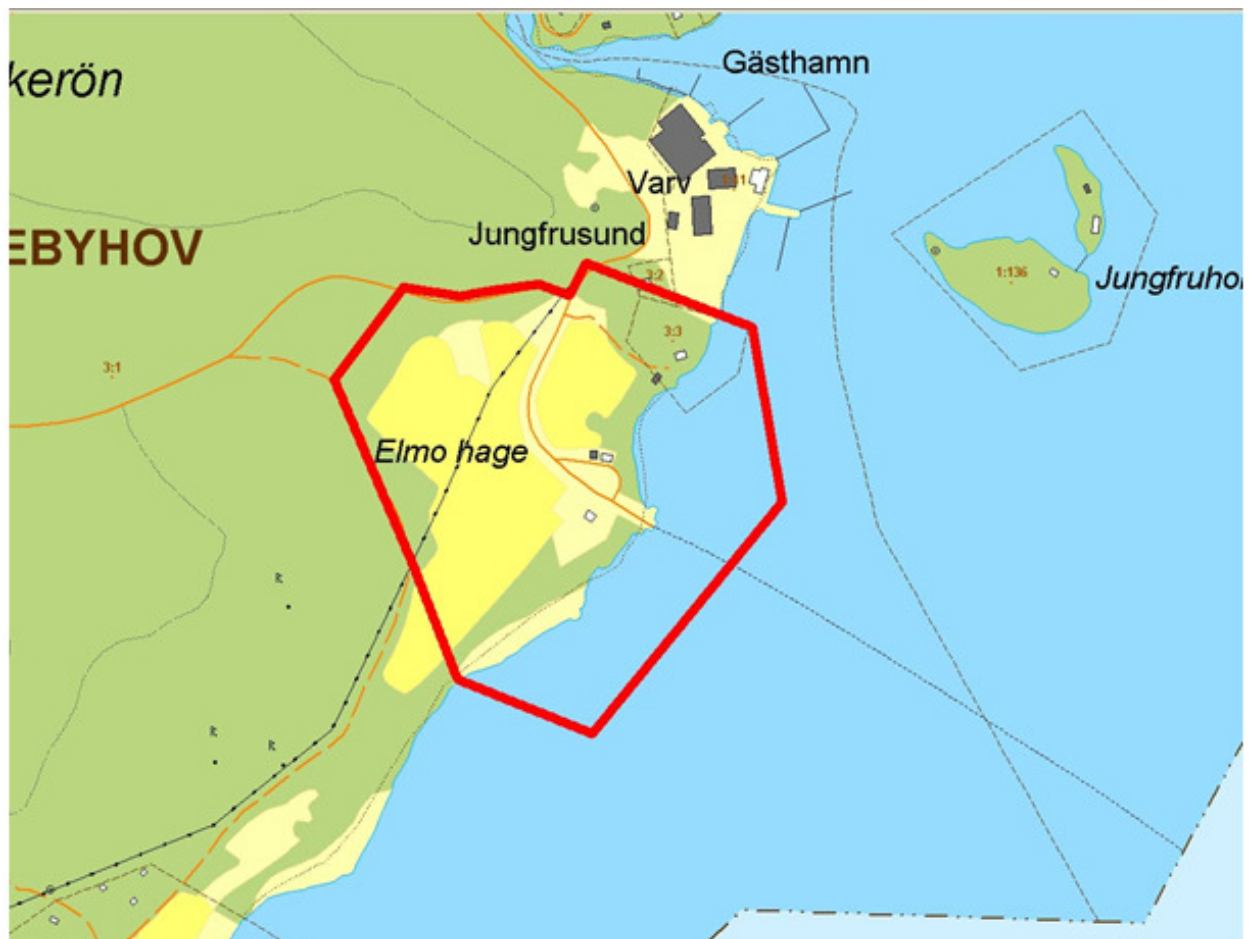 Gästhamn
kerön
Varv
Jungfrusund
EBYHOV
3:2
1:136
Jungfruhol
3:3
3:1
Elmo hage
R
R
R